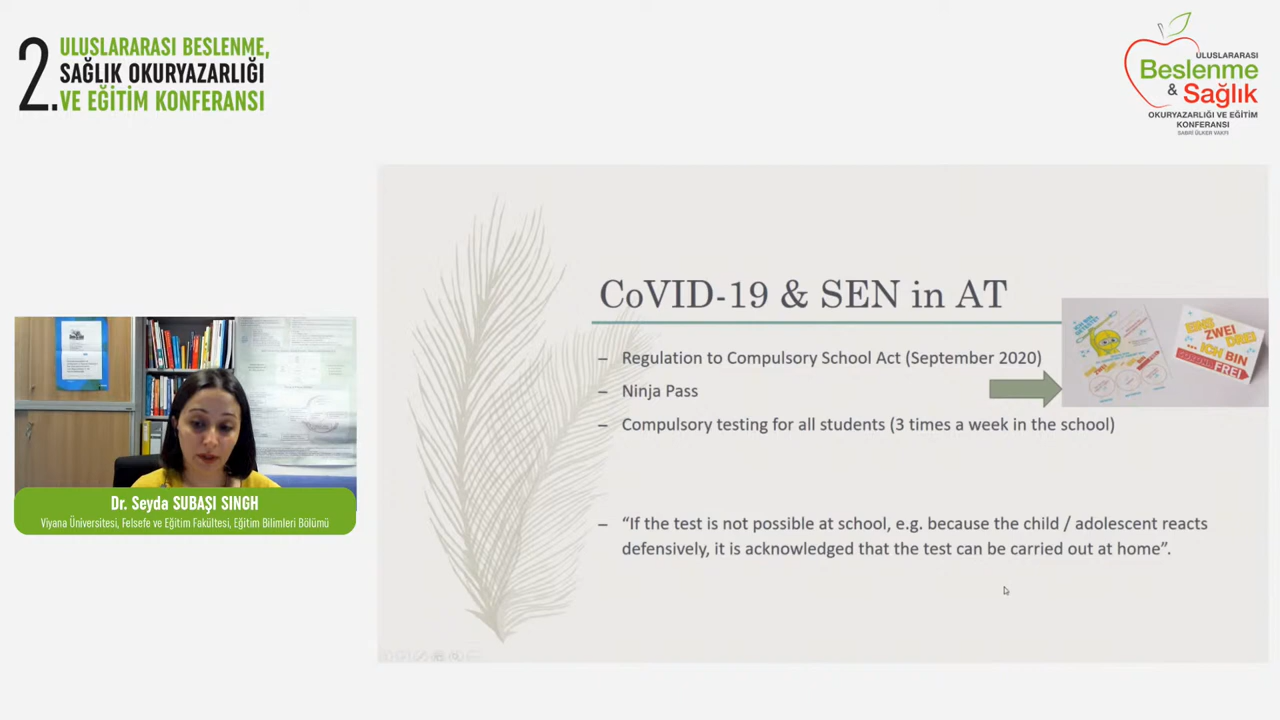 2.
ULUSLARARASI BESLENME,
SAĞLIK OKURYAZARLIĞI
VE EĞİTİM KONFERANSI
ULUSLARARASI
Beslenme
& Sağlık
OKURYAZARLIĞI VE EĞİTİM
KONFERANSI
SABRİ ÜLKER VAKFI
CoVID-19 & SEN in AT
– Regulation to Compulsory School Act (September 2020)
– Ninja Pass
– Compulsory testing for all students (3 times a week in the school)
– “If the test is not possible at school, e.g. because the child / adolescent reacts
defensively, it is acknowledged that the test can be carried out at home”.
EINS
ZWEI
DREI
... ICH BIN
FREI
Dr. Seyda SUBAŞI SINGH
Viyana Üniversitesi, Felsefe ve Eğitim Fakültesi, Eğitim Bilimleri Bölümü